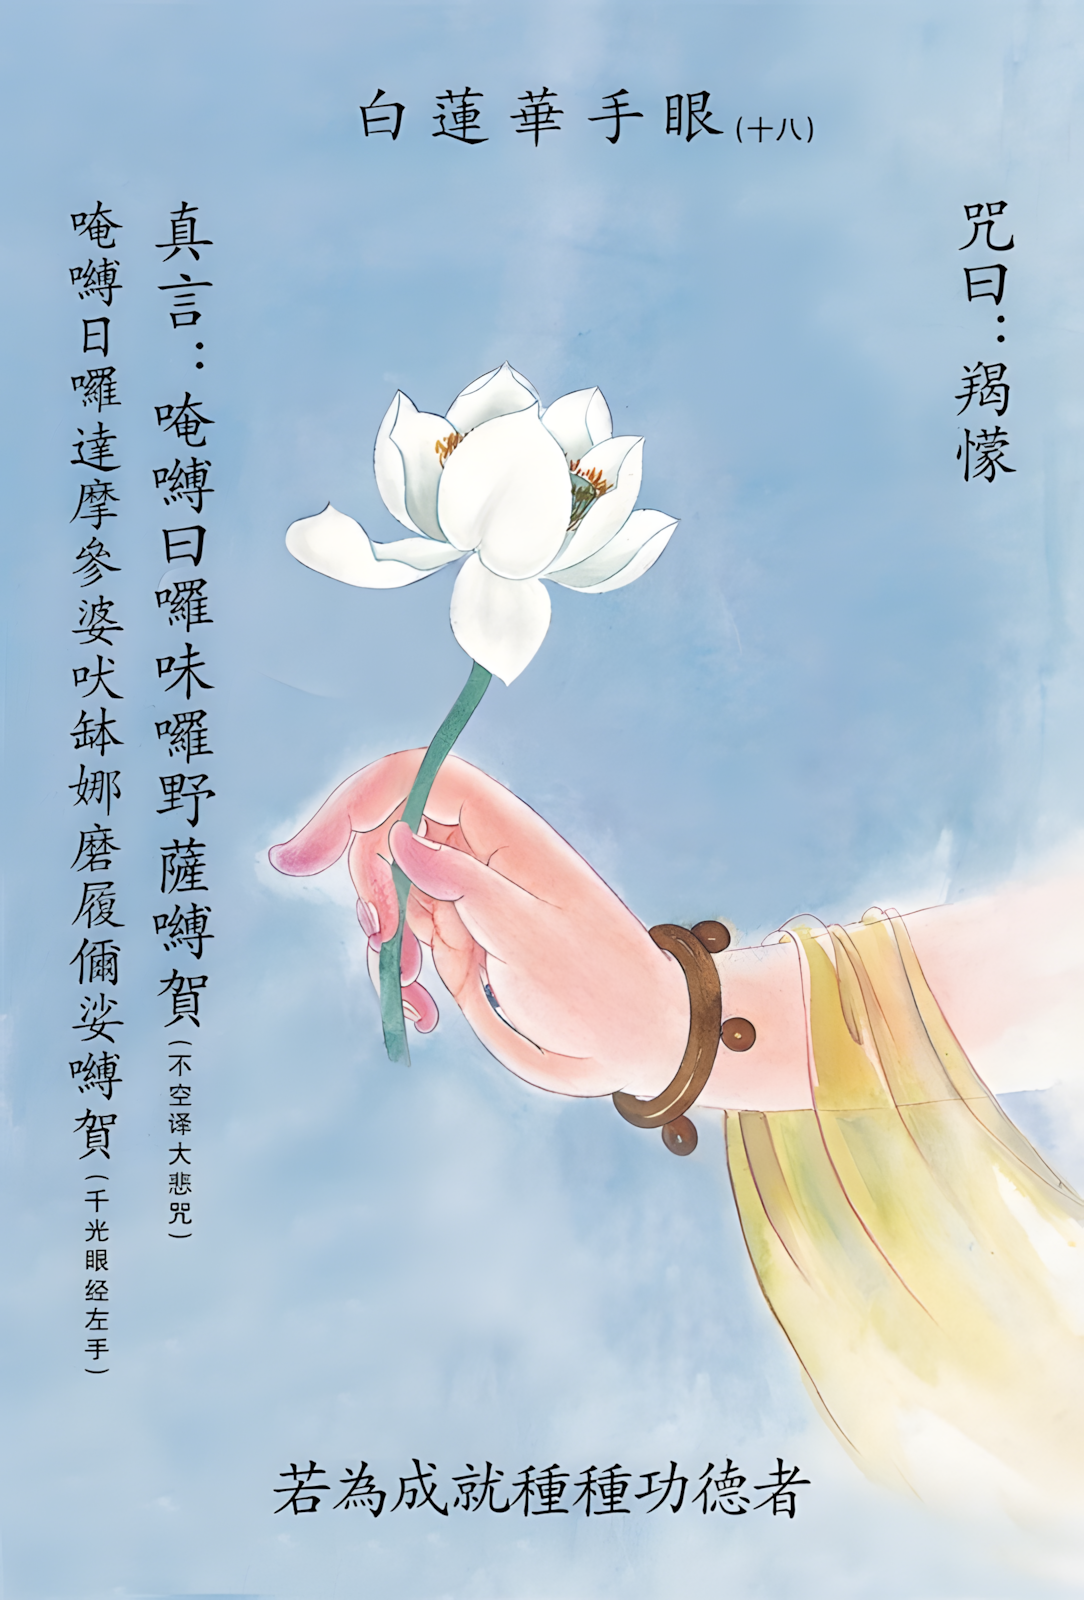 白蓮華手眼(十八)
咒曰：羯懞
真言：唵嚩曰囉味囉野薩嚩賀(不空译大悲咒)
唵嚩日囉達摩參婆吠缽娜磨履儞娑嚩賀(千光眼经左手)
若為成就種種功德者